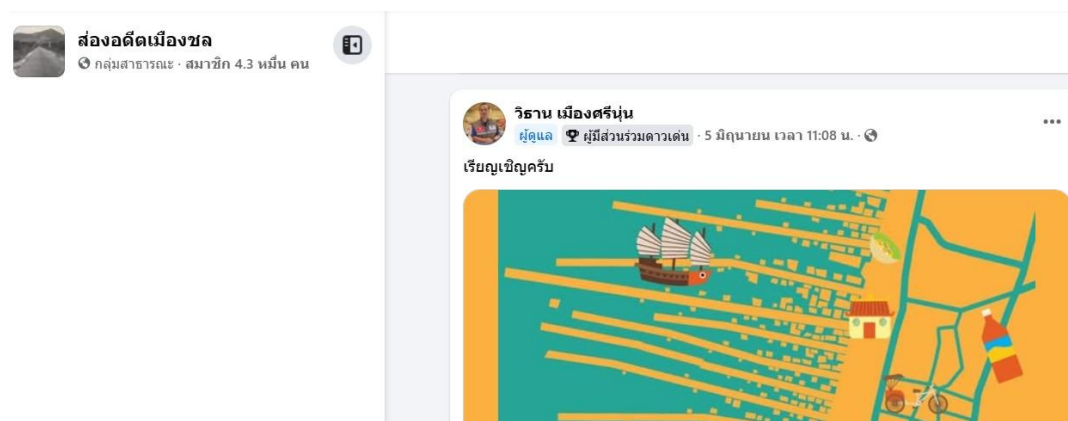 ส่องอดีตเมืองชล
กลุ่มสาธารณะ · สมาชิก 4.3 หมื่น คน
วิธาน เมืองศรีนุ่น
ผู้ดูแล ผู้มีส่วนร่วมดาวเด่น · 5 มิถุนายน เวลา 11:08 น. ·
เรียญเชิญครับ